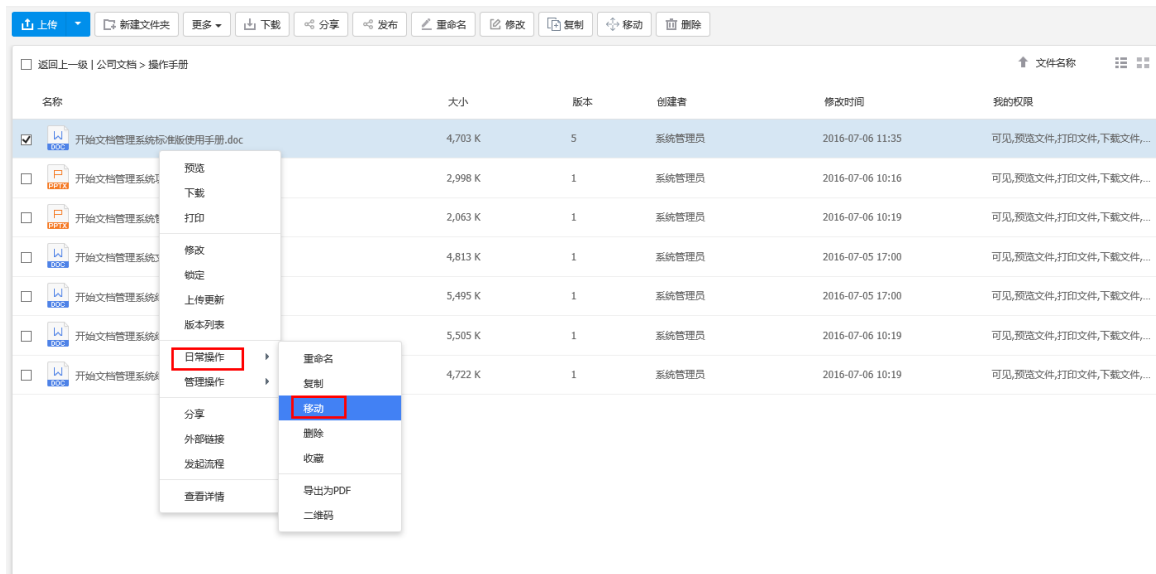 上传 新建文件夹 更多 下载 分享 发布 重命名 修改 复制 移动 删除
返回上一级 | 公司文档 > 操作手册 文件名称
名称 大小 版本 创建者 修改时间 我的权限
DOC 开始文档管理系统标准版使用手册.doc 4,703 K 5 系统管理员 2016-07-06 11:35 可见,预览文件,打印文件,下载文件,...
PPTX 开始文档管理系统 2,998 K 1 系统管理员 2016-07-06 10:16 可见,预览文件,打印文件,下载文件,...
PPTX 开始文档管理系统 2,063 K 1 系统管理员 2016-07-06 10:19 可见,预览文件,打印文件,下载文件,...
DOC 开始文档管理系统 4,813 K 1 系统管理员 2016-07-05 17:00 可见,预览文件,打印文件,下载文件,...
DOC 开始文档管理系统 5,495 K 1 系统管理员 2016-07-05 17:00 可见,预览文件,打印文件,下载文件,...
DOC 开始文档管理系统 5,505 K 1 系统管理员 2016-07-06 10:19 可见,预览文件,打印文件,下载文件,...
DOC 开始文档管理系统 4,722 K 1 系统管理员 2016-07-06 10:19 可见,预览文件,打印文件,下载文件,...
预览
下载
打印
修改
锁定
上传更新
版本列表
日常操作
管理操作
分享
外部链接
发起流程
查看详情
重命名
复制
移动
删除
收藏
导出为PDF
二维码